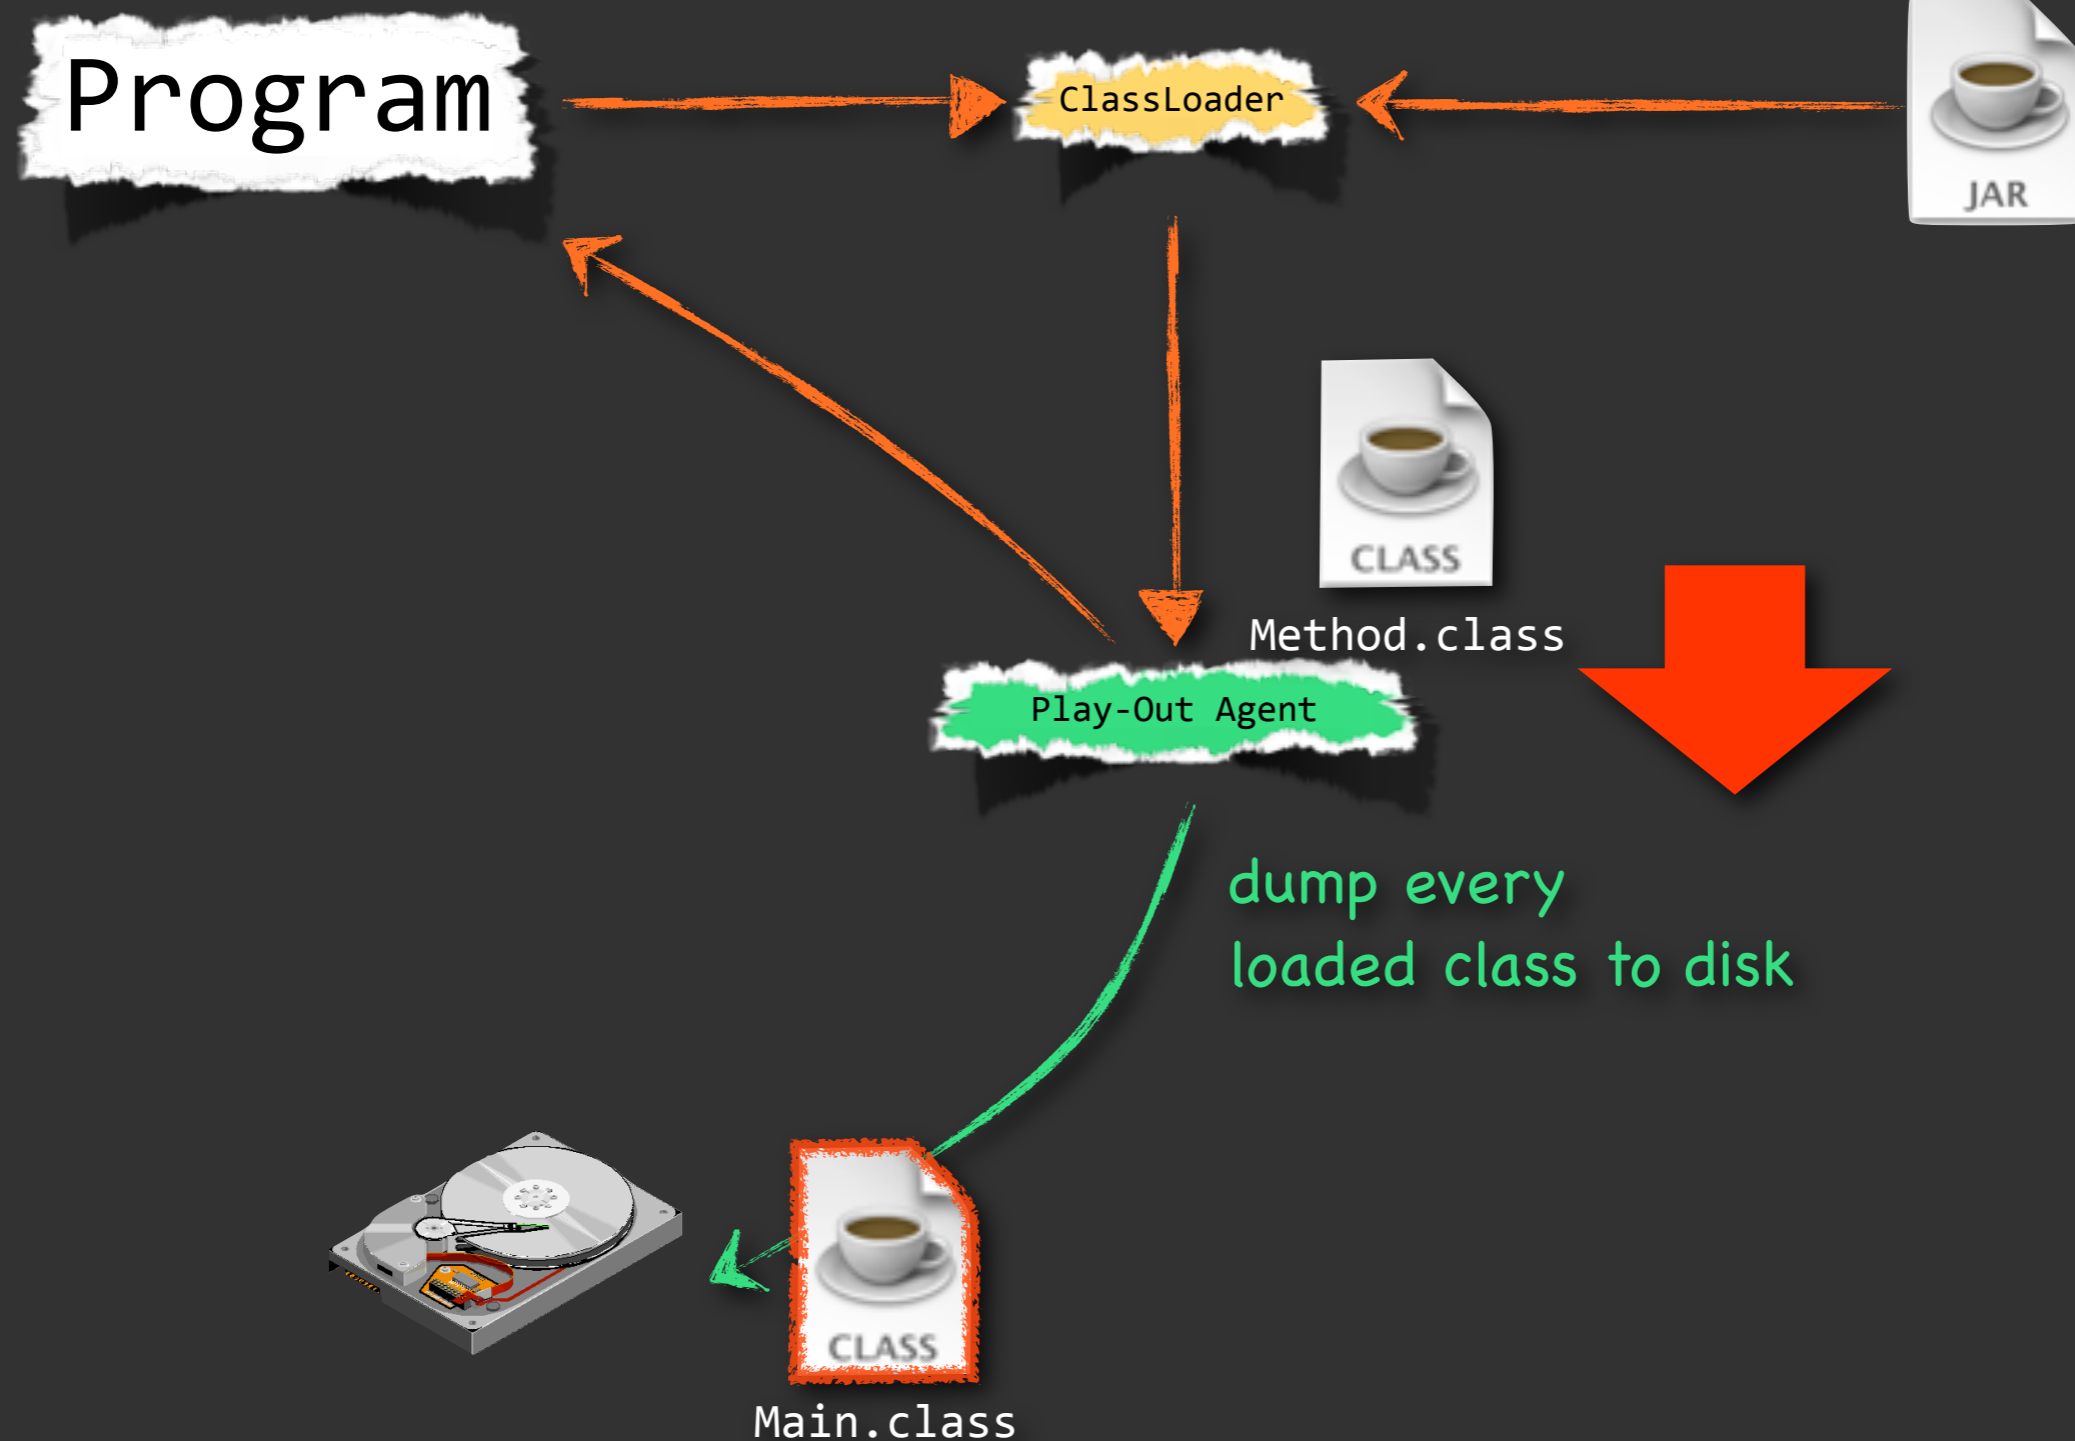 Program
ClassLoader
JAR
CLASS
Method.class
Play-Out Agent
dump every
loaded class to disk
CLASS
Main.class